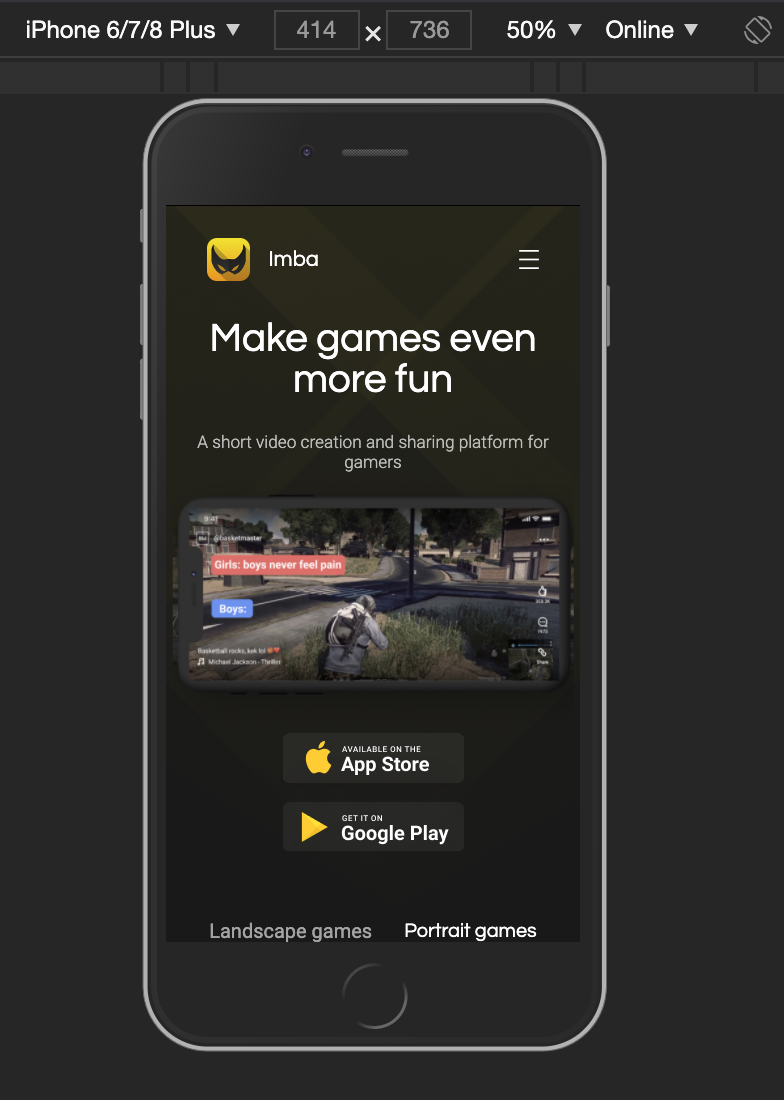 iPhone 6/7/8 Plus ▼ 414 × 736 50% ▼ Online ▼
Imba
Make games even
more fun
A short video creation and sharing platform for
gamers
9:41
@basketmaster
Girls: boys never feel pain
Boys:
Basketball rocks, kek lol
Michael Jackson - Thriller
Share
AVAILABLE ON THE
App Store
GET IT ON
Google Play
Landscape games Portrait games